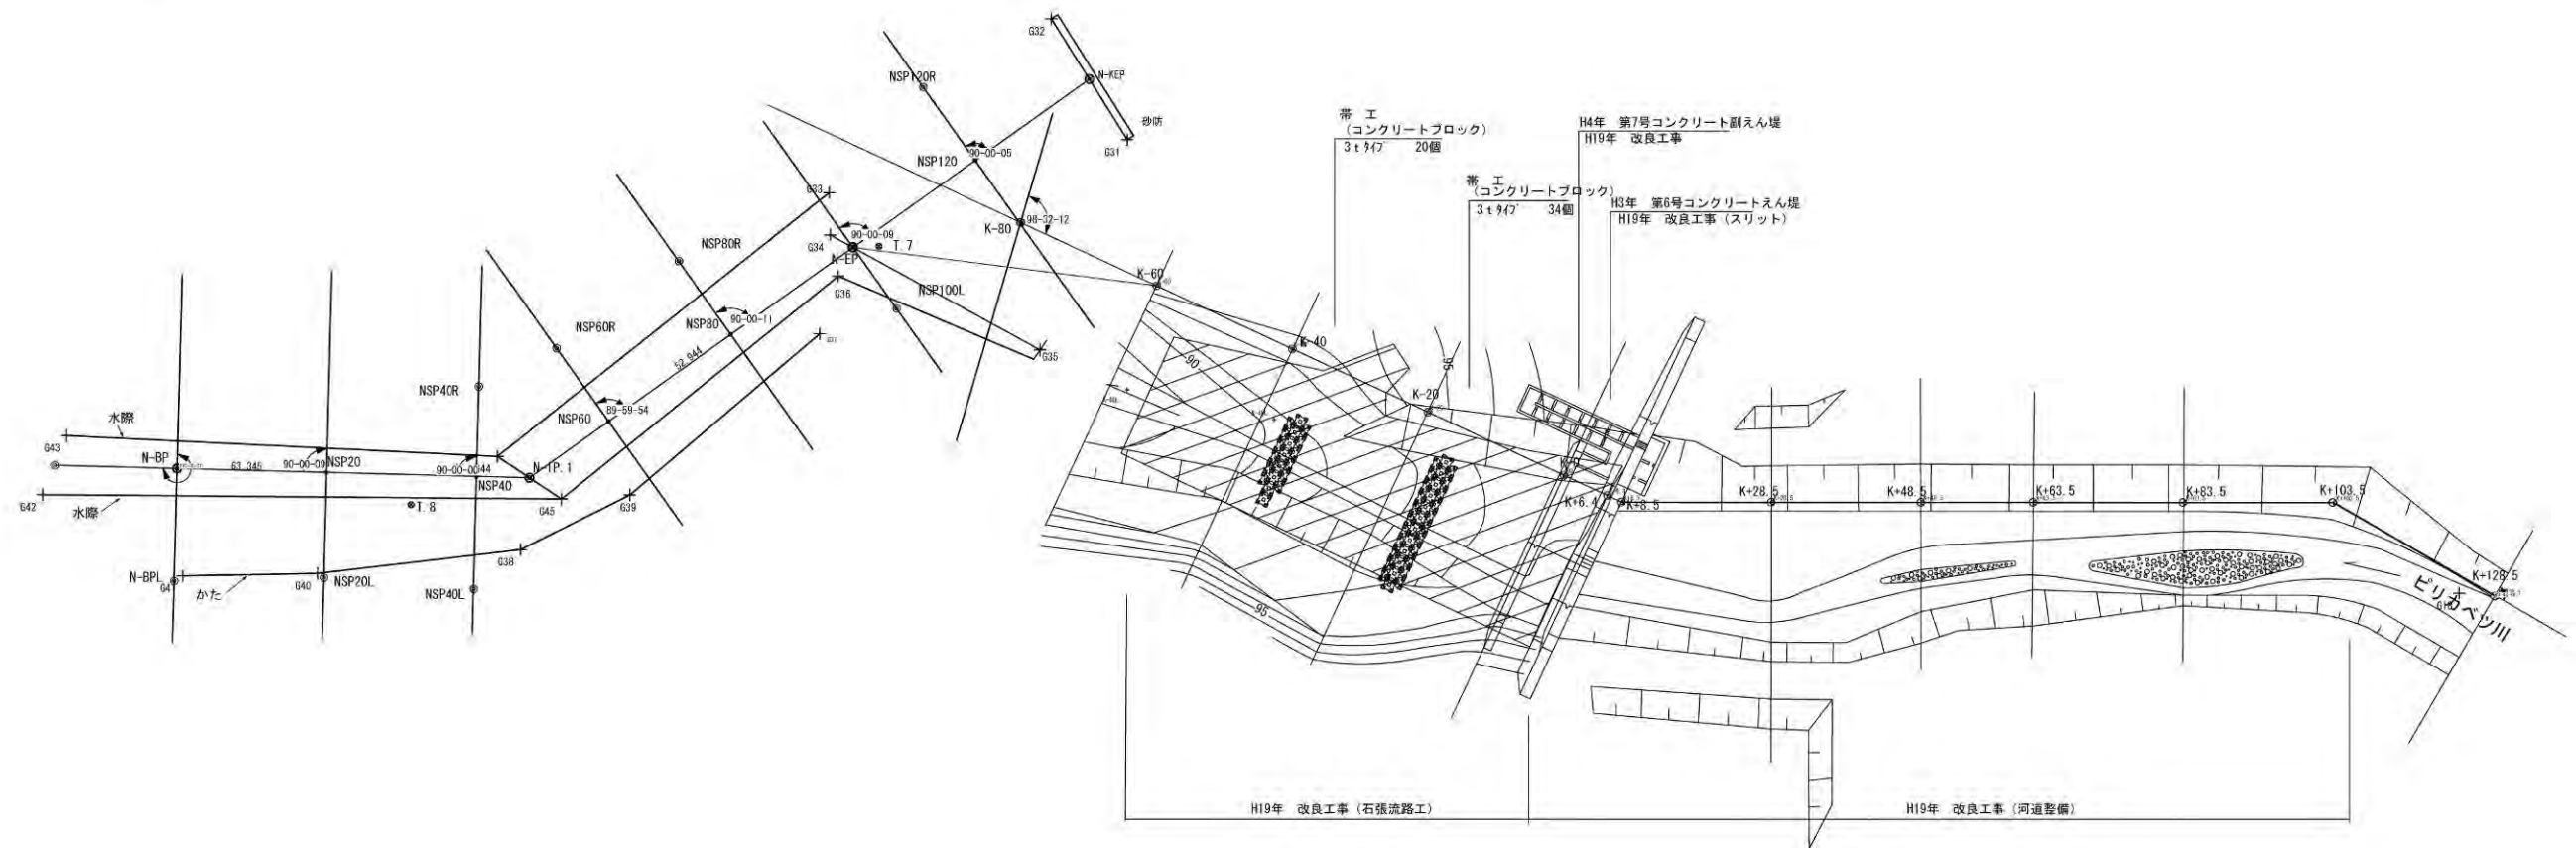 G32
N-KEP
砂防
G31
NSP120R
90-00-05
NSP120
帯 工
(コンクリートブロック)
3tﾀｲﾌﾟ 20個
H4年 第7号コンクリート副えん堤
H19年 改良工事
帯 工
(コンクリートブロック)
3tﾀｲﾌﾟ 34個
H3年 第6号コンクリートえん堤
H19年 改良工事(スリット)
G33
98-32-12
K-80
90-00-09
G34
T.7
N-EP
NSP80R
K-60
G36
NSP100L
NSP60R
NSP80
90-00-11
K-40
G35
52.944
90
95
NSP40R
K-20
89-59-54
NSP60
水際
G43
N-BP
63.345
90-00-09
NSP20
N-IP.1
NSP40
G42
水際
T.8
G45
G39
K+6.4
K+8.5
K+28.5
K+48.5
K+63.5
K+83.5
K+103.5
G38
N-BPL
G40
NSP20L
NSP40L
かた
95
K+128.5
ピリカベツ川
H19年 改良工事(石張流路工)
H19年 改良工事(河道整備)